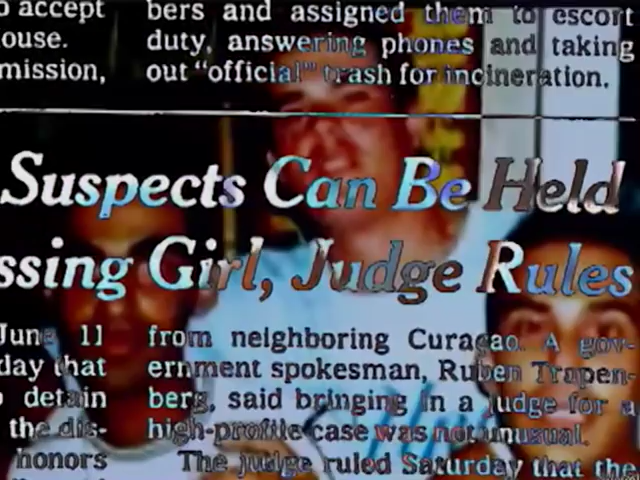 o accept bers and assigned them to escort
ouse. duty, answering phones and taking
mission, out "official" trash for incineration.
Suspects Can Be Held
ssing Girl, Judge Rules
June 11 from neighboring Curaçao. A gov-
day that ernment spokesman, Ruben Trapen-
detain berg, said bringing in a judge for a
the dis- high-profile case was not unusual.
honors The judge ruled Saturday that the